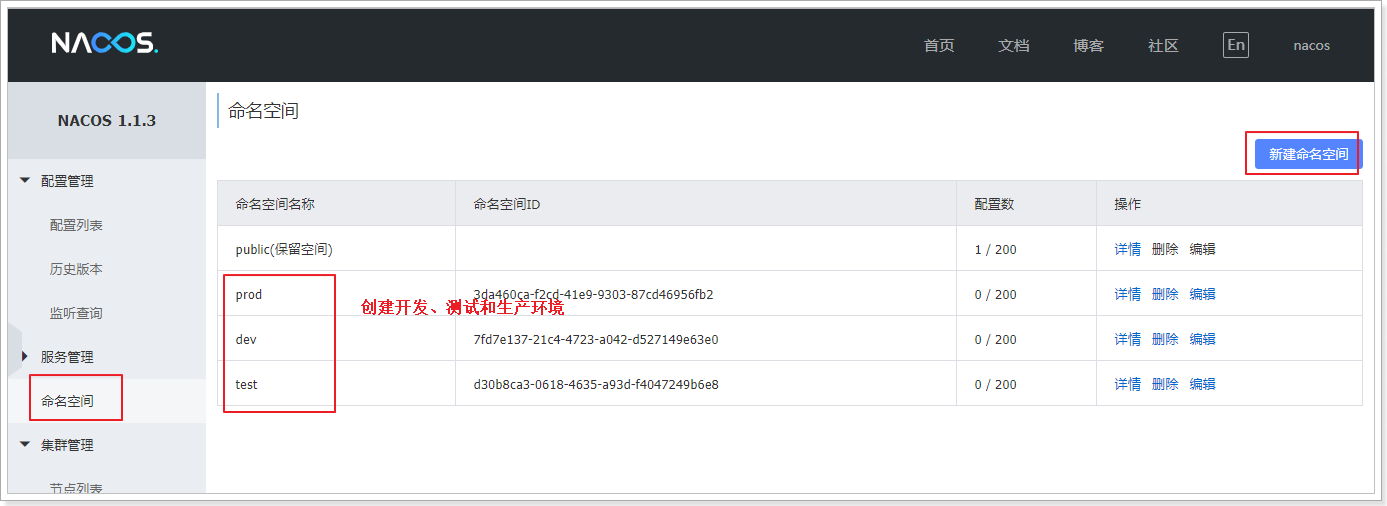 NACOS.
首页 文档 博客 社区 En nacos
NACOS 1.1.3
配置管理
配置列表
历史版本
监听查询
服务管理
命名空间
集群管理
节点列表
命名空间
新建命名空间
命名空间名称 命名空间ID 配置数 操作
public(保留空间) 1 / 200 详情 删除 编辑
prod 3da460ca-f2cd-41e9-9303-87cd46956fb2 0 / 200 详情 删除 编辑
创建开发、测试和生产环境
dev 7fd7e137-21c4-4723-a042-d527149e63e0 0 / 200 详情 删除 编辑
test d30b8ca3-0618-4635-a93d-f4047249b6e8 0 / 200 详情 删除 编辑